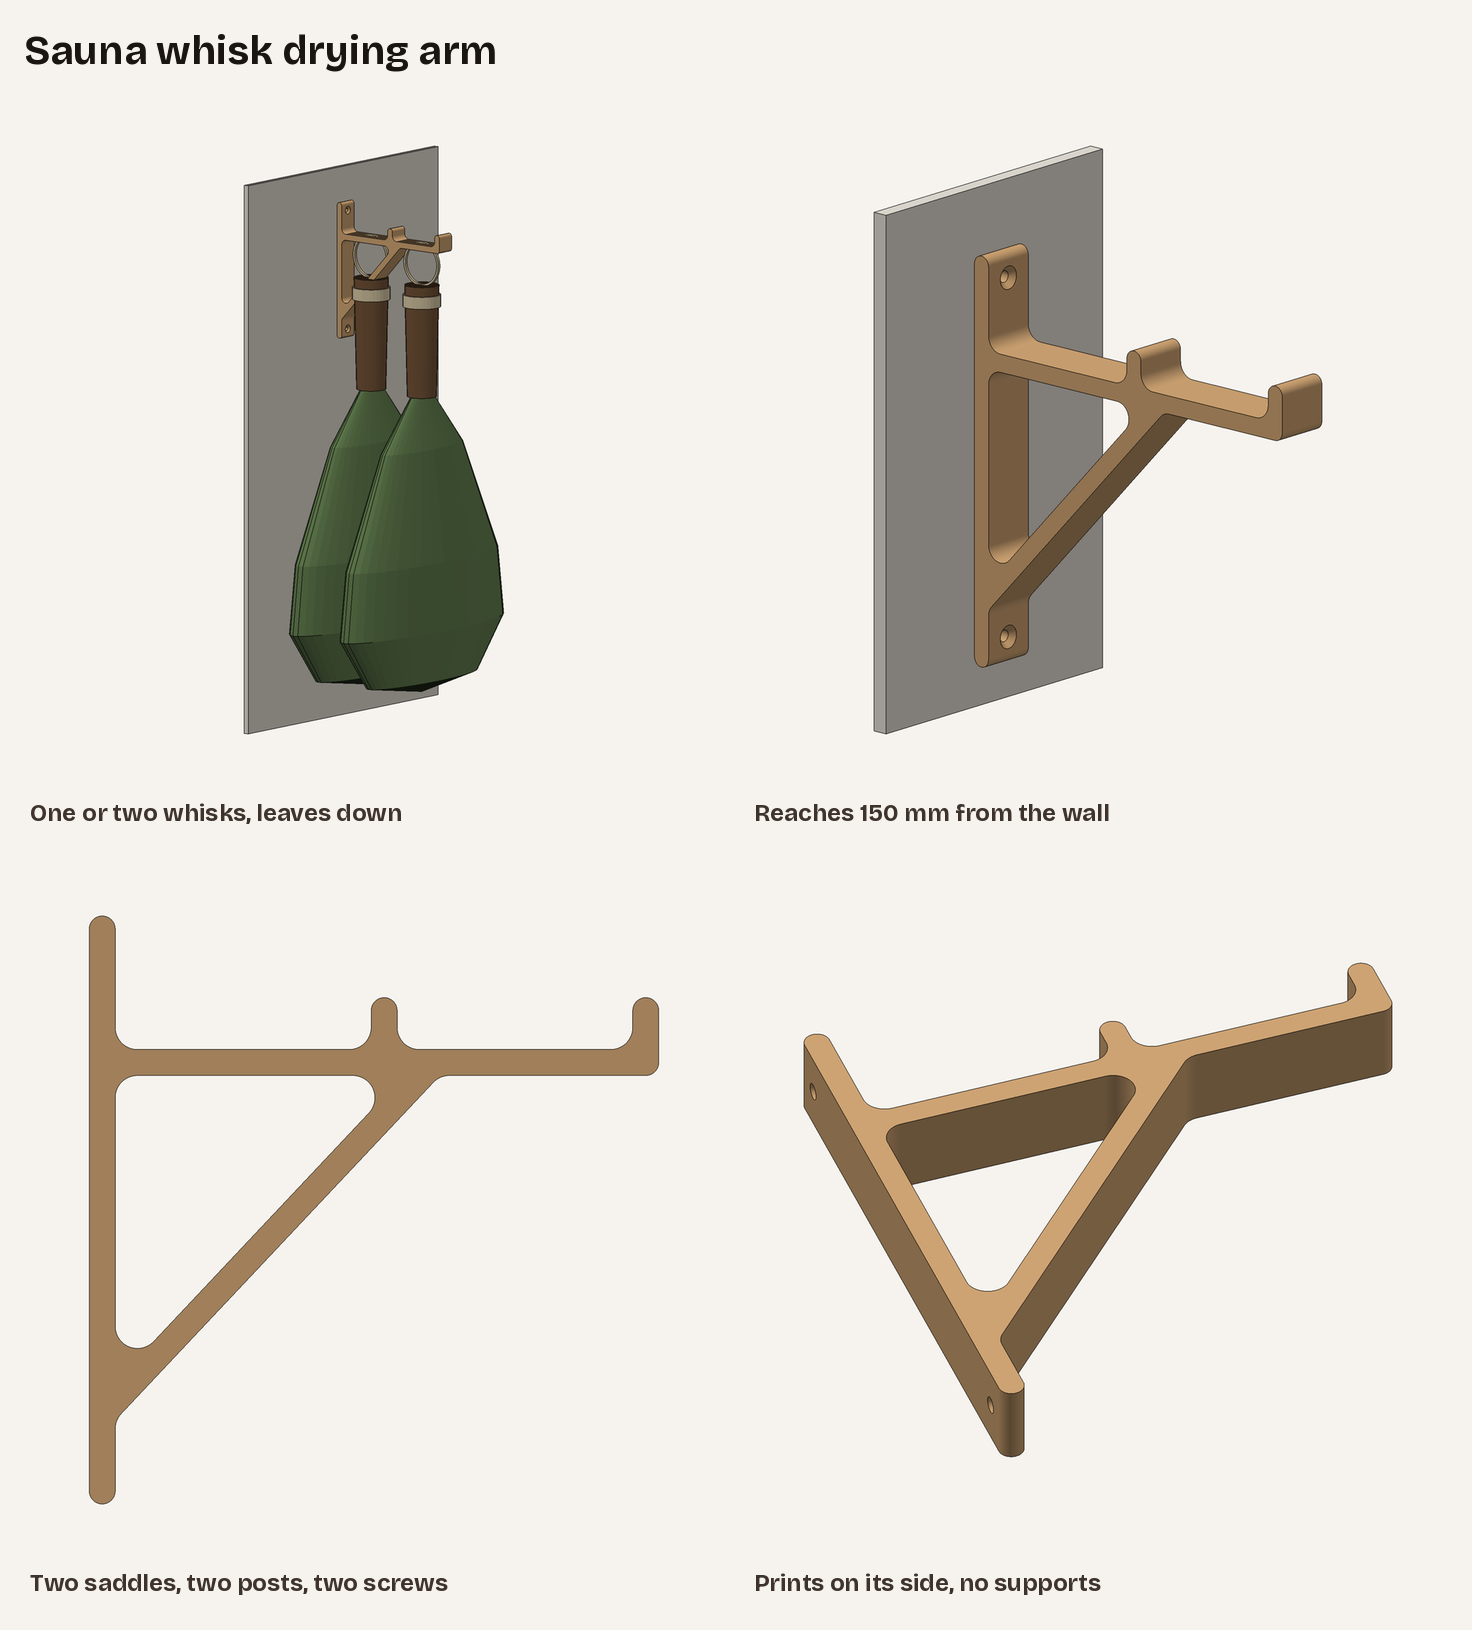 Sauna whisk drying arm
One or two whisks, leaves down
Reaches 150 mm from the wall
Two saddles, two posts, two screws
Prints on its side, no supports